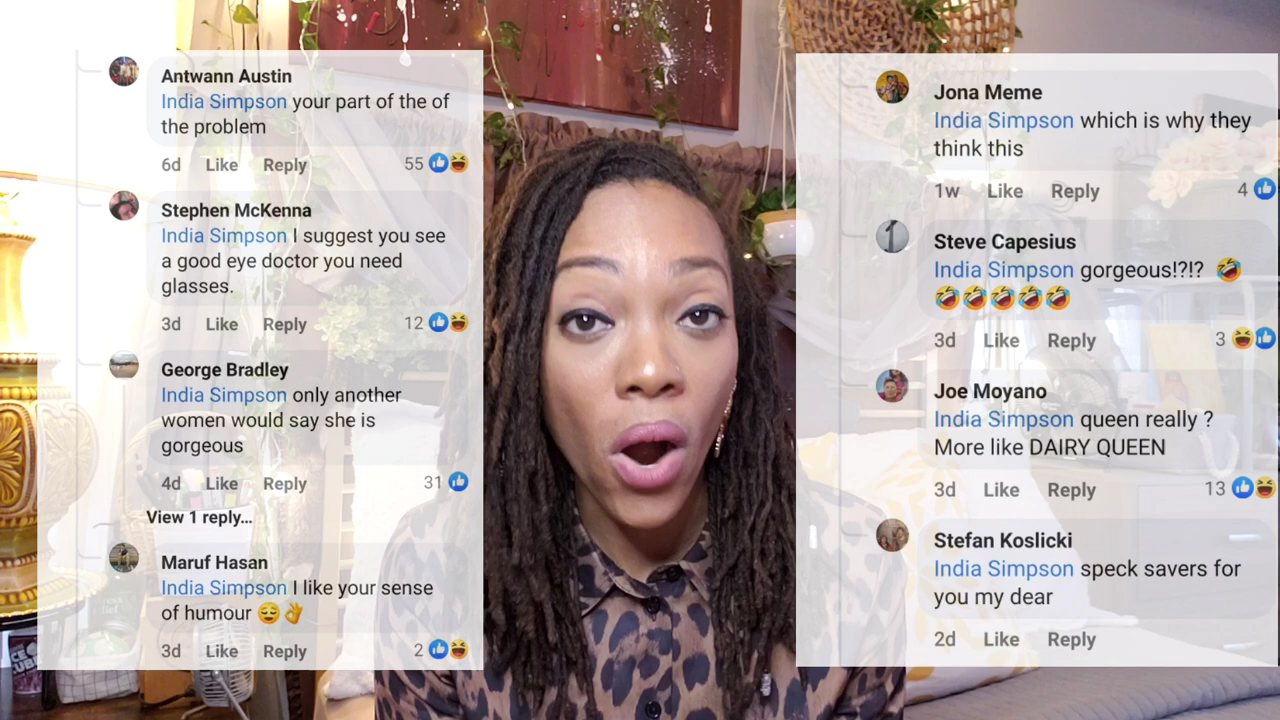 Antwann Austin
India Simpson your part of the of
the problem
6d Like Reply 55
Stephen McKenna
India Simpson I suggest you see
a good eye doctor you need
glasses.
3d Like Reply 12
George Bradley
India Simpson only another
women would say she is
gorgeous
4d Like Reply 31
View 1 reply...
Maruf Hasan
India Simpson I like your sense
of humour 😌👌
3d Like Reply 2
Jona Meme
India Simpson which is why they
think this
1w Like Reply 4
Steve Capesius
India Simpson gorgeous!?!? 🤣
🤣🤣🤣🤣🤣
3d Like Reply 3
Joe Moyano
India Simpson queen really ?
More like DAIRY QUEEN
3d Like Reply 13
Stefan Koslicki
India Simpson speck savers for
you my dear
2d Like Reply